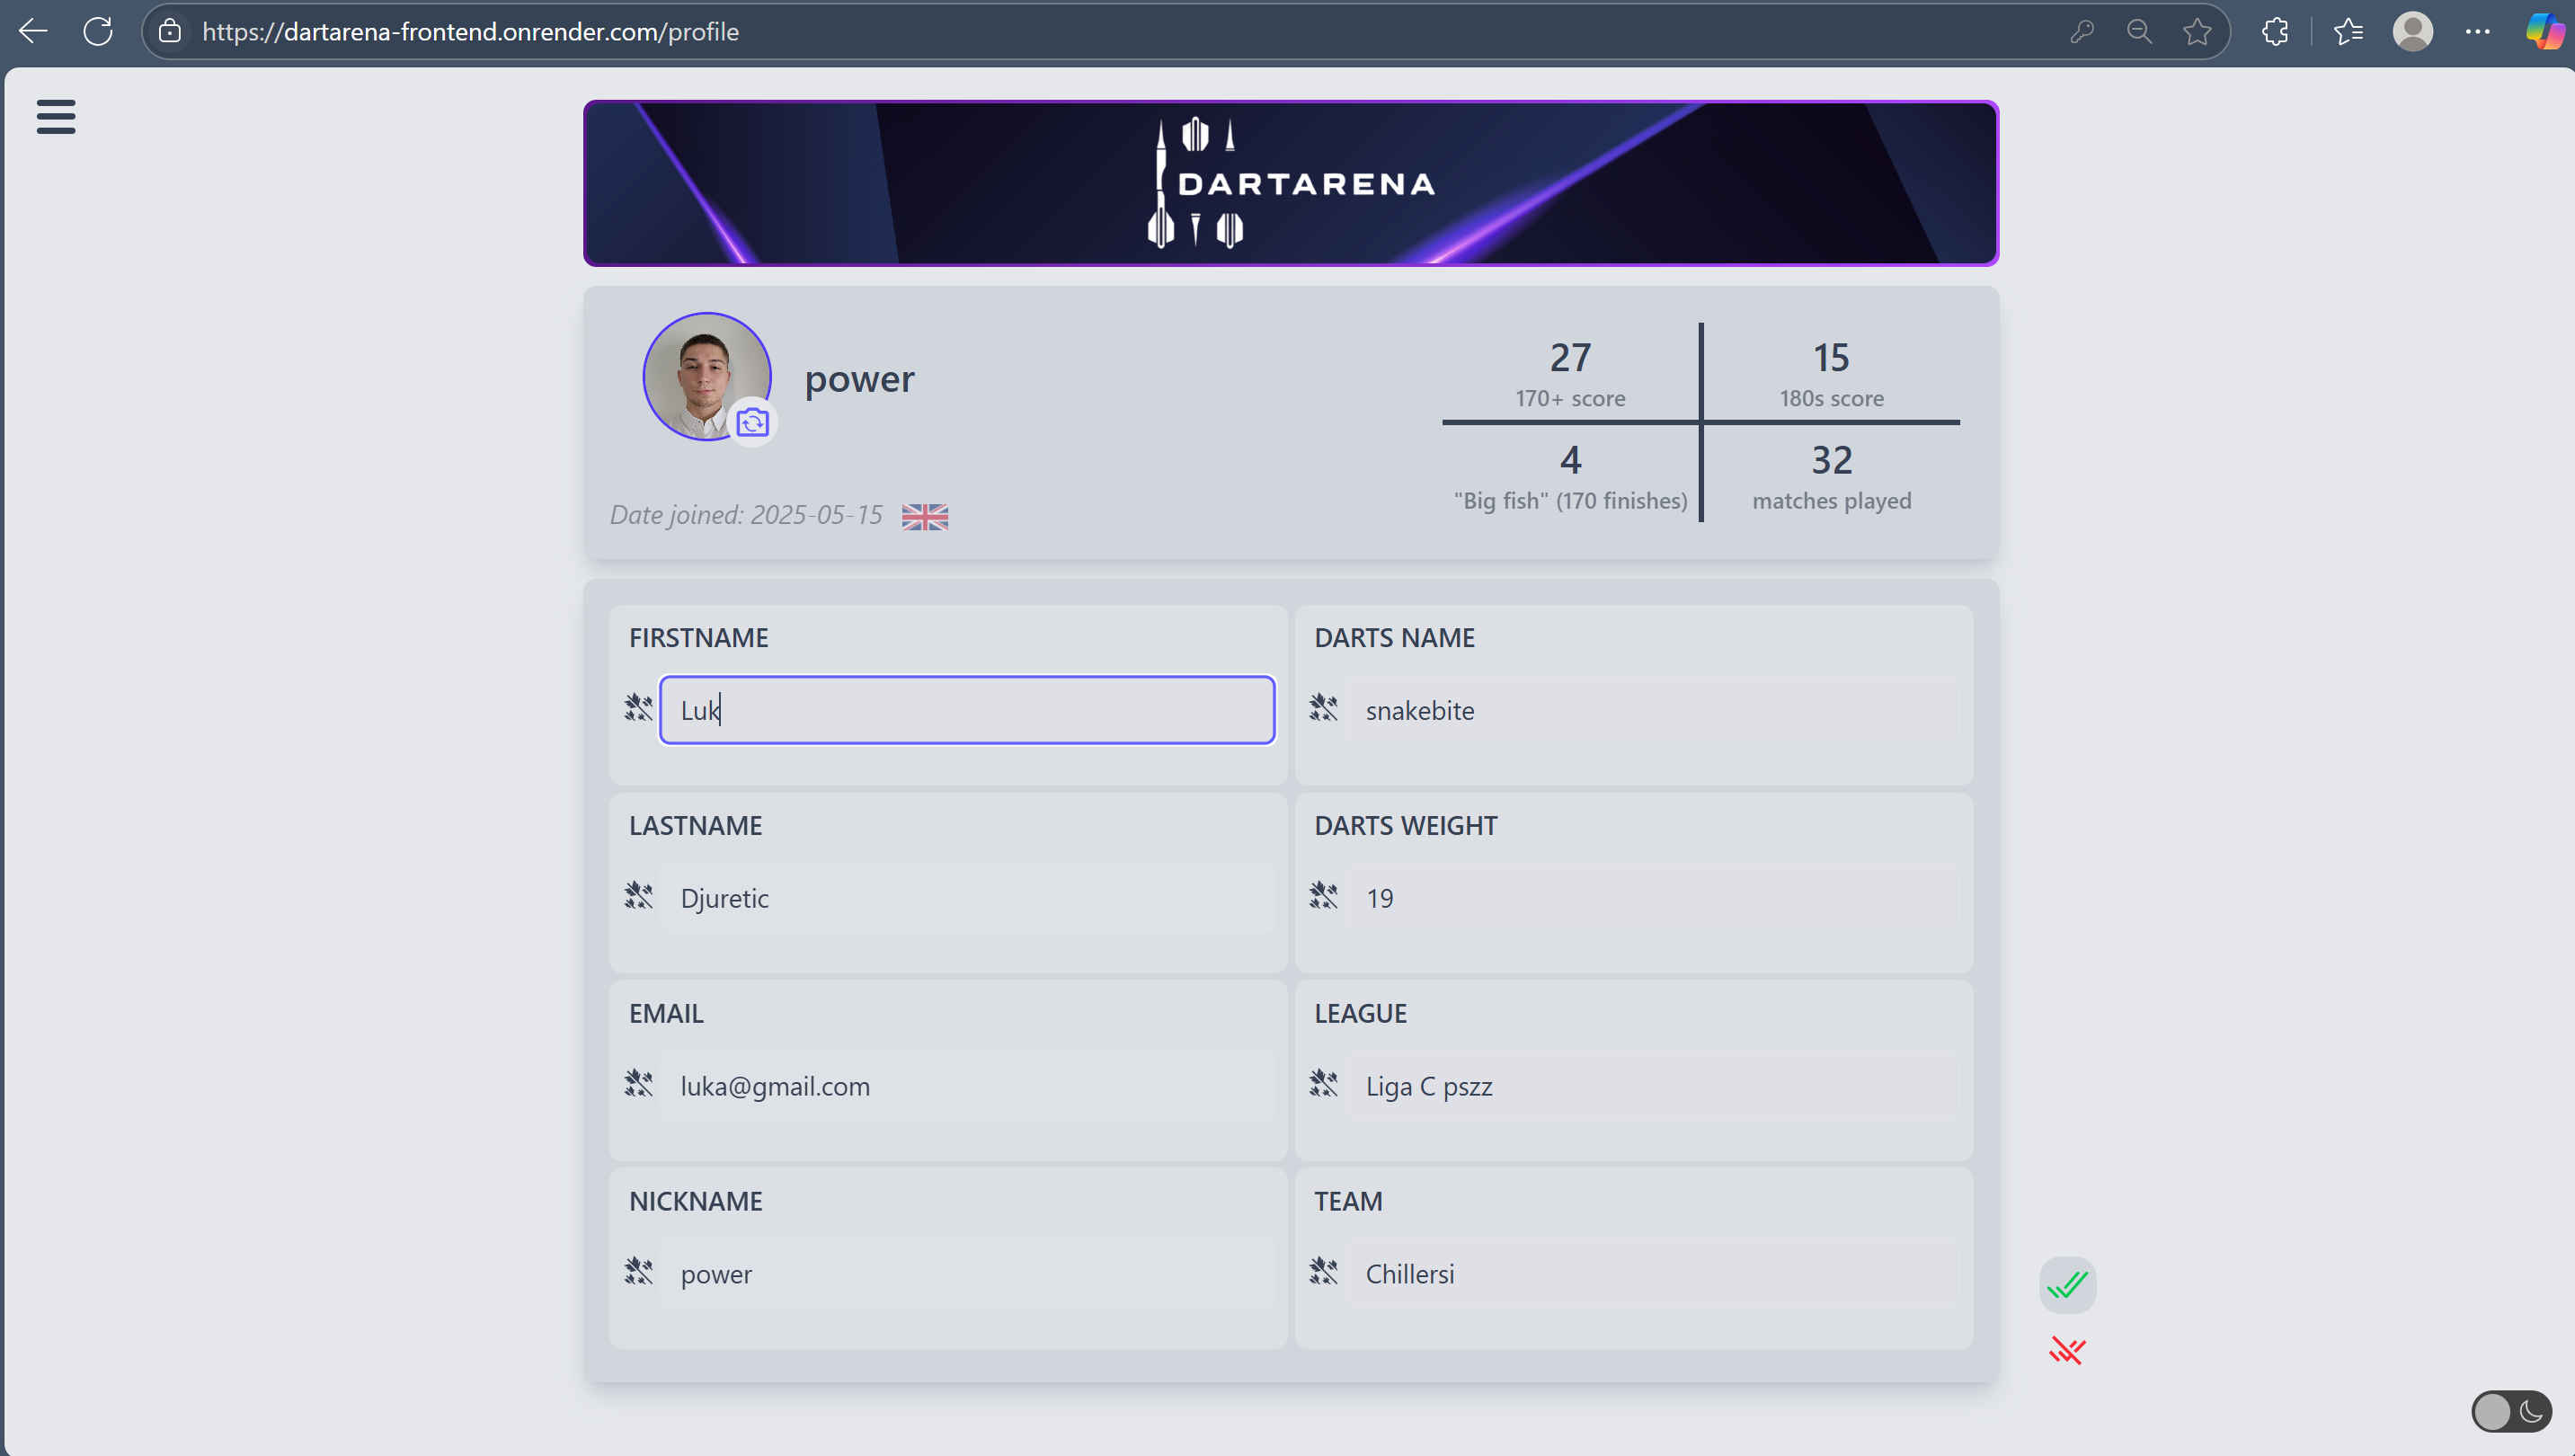 https://dartarena-frontend.onrender.com/profile
DARTARENA
power
27
170+ score
15
180s score
4
"Big fish" (170 finishes)
32
matches played
Date joined: 2025-05-15
FIRSTNAME
Luk
DARTS NAME
snakebite
LASTNAME
Djuretic
DARTS WEIGHT
19
EMAIL
luka@gmail.com
LEAGUE
Liga C pszz
NICKNAME
power
TEAM
Chillersi